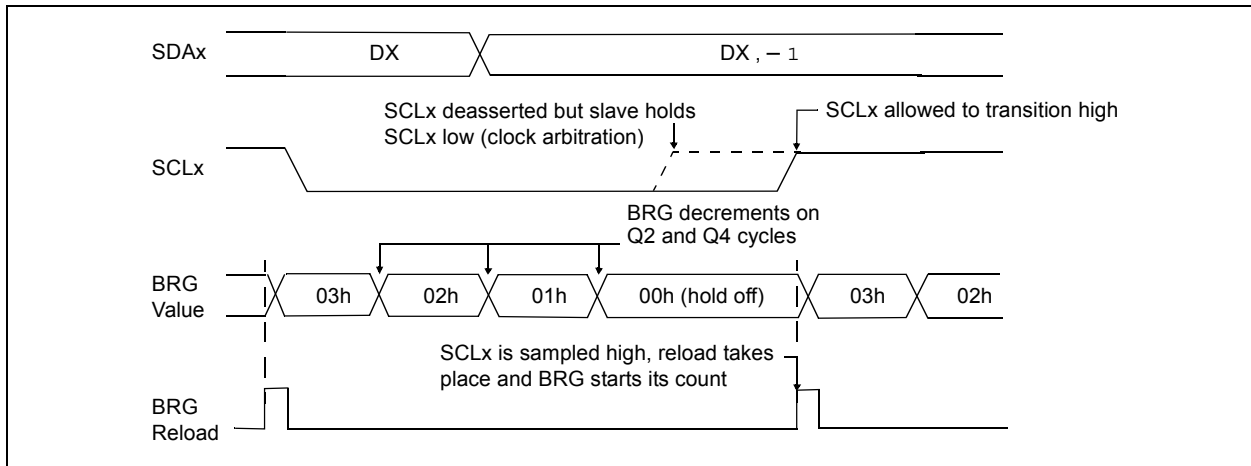 SDAx
DX
DX , – 1
SCLx deasserted but slave holds
SCLx low (clock arbitration)
SCLx allowed to transition high
SCLx
BRG decrements on
Q2 and Q4 cycles
BRG
Value
03h
02h
01h
00h (hold off)
03h
02h
SCLx is sampled high, reload takes
place and BRG starts its count
BRG
Reload